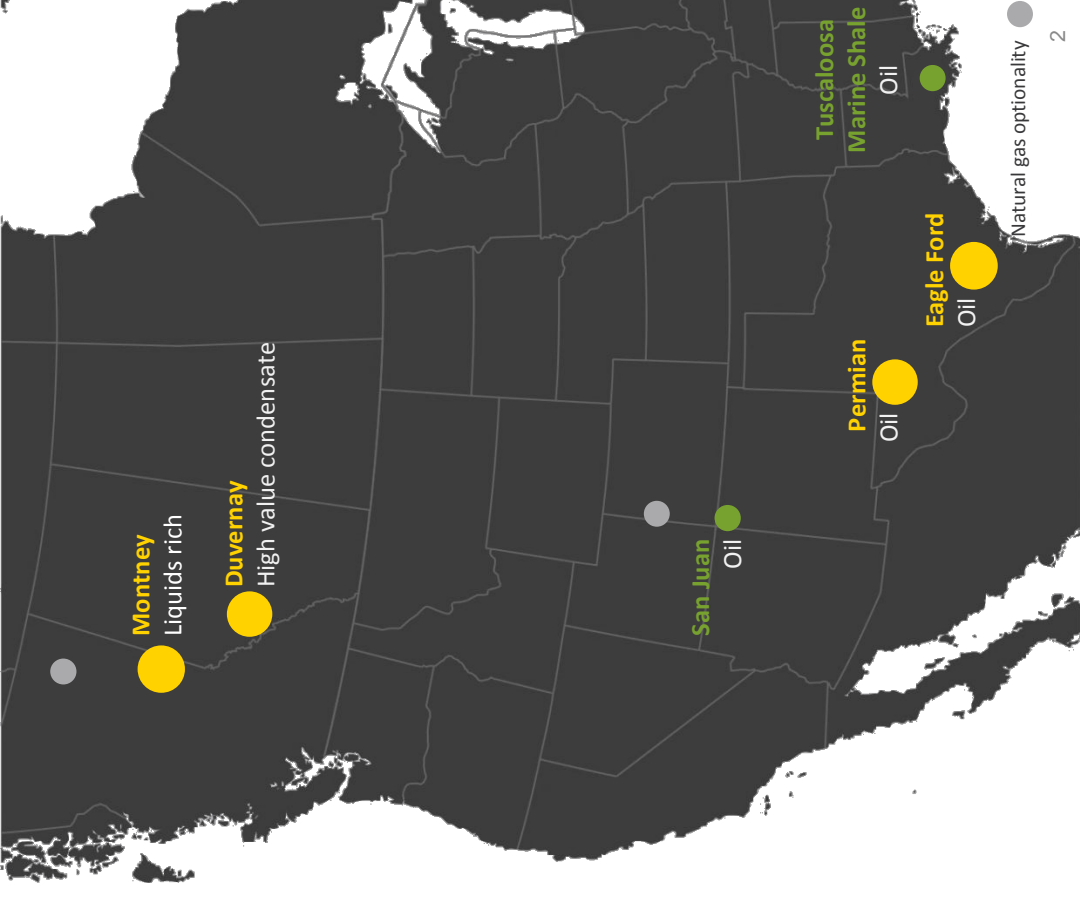 Montney
Liquids rich
Duvernay
High value condensate
San Juan
Oil
Permian
Oil
Eagle Ford
Oil
Tuscaloosa
Marine Shale
Oil
Natural gas optionality
2